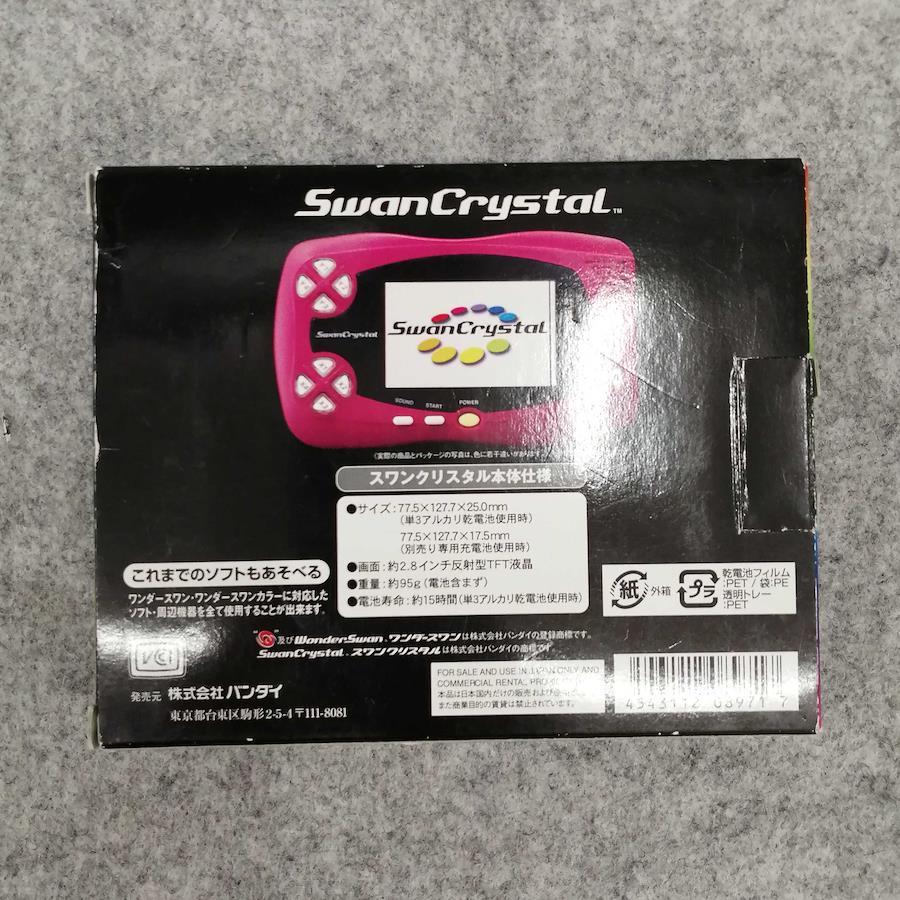 SwanCrystal™
SwanCrystal
SwanCrystal
SOUND START POWER
(実際の商品とパッケージの写真は、色に若干違いがあります。
スワンクリスタル本体仕様
●サイズ:77.5×127.7×25.0mm
(単3アルカリ乾電池使用時)
77.5×127.7×17.5mm
(別売り専用充電池使用時)
●画面:約2.8インチ反射型TFT液晶
●重量:約95g(電池含まず)
●電池寿命:約15時間(単3アルカリ乾電池使用時)
これまでのソフトもあそべる
ワンダースワン・ワンダースワンカラーに対応した
ソフト・周辺機器を全て使用することが出来ます。
紙 外箱
プラ
乾電池フィルム
:PET / 袋:PE
透明トレー
:PET
及びWonderSwan、ワンダースワンは株式会社バンダイの登録商標です。
SwanCrystal、スワンクリスタルは株式会社バンダイの商標です。
発売元 株式会社バンダイ
東京都台東区駒形2-5-4〒111-8081
FOR SALE AND USE IN JAPAN ONLY AND
COMMERCIAL RENTAL
本品は日本国内だけの販売および
また商業目的の賃貸は禁止されています。